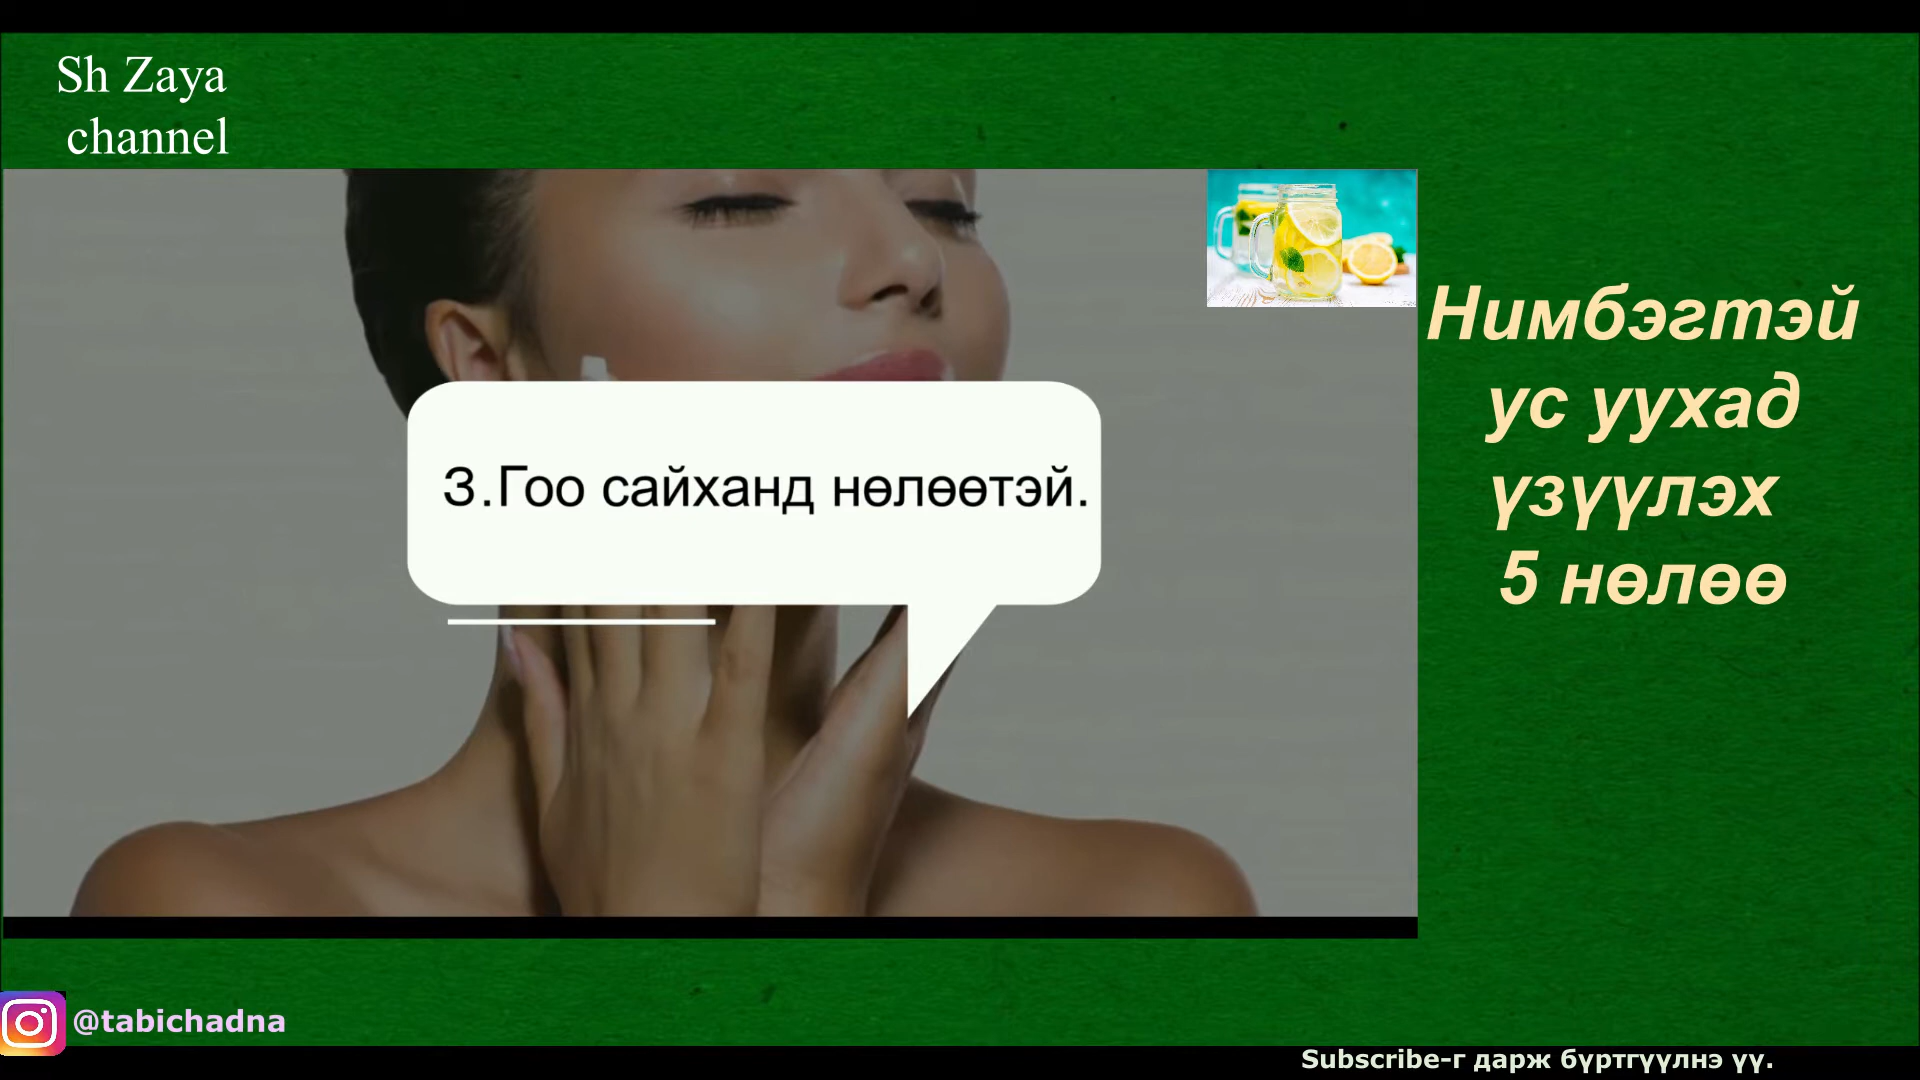 Sh Zaya
channel
3.Гоо сайханд нөлөөтэй.
Нимбэгтэй
ус уухад
үзүүлэх
5 нөлөө
@tabichadna
Subscribe-г дарж бүртгүүлнэ үү.